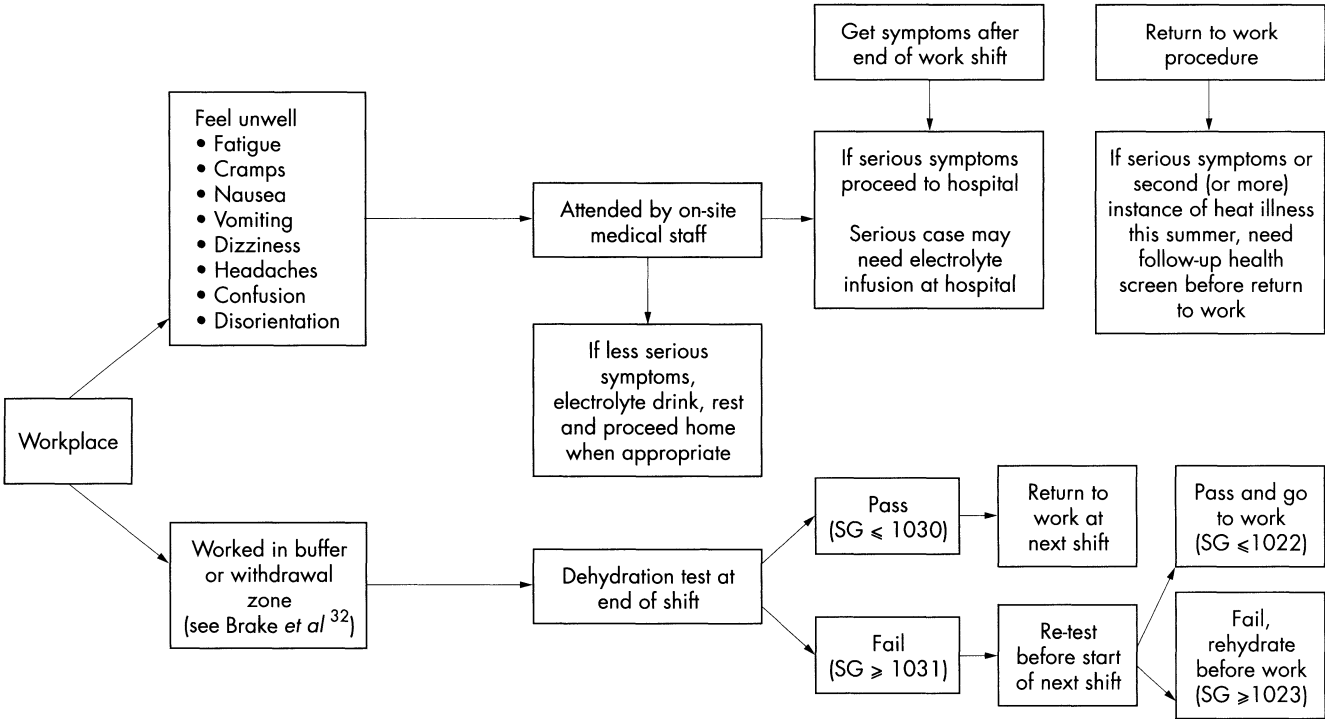 Get symptoms after
end of work shift
Return to work
procedure
Feel unwell
• Fatigue
• Cramps
• Nausea
• Vomiting
• Dizziness
• Headaches
• Confusion
• Disorientation
Attended by on-site
medical staff
If serious symptoms
proceed to hospital
Serious case may
need electrolyte
infusion at hospital
If serious symptoms or
second (or more)
instance of heat illness
this summer, need
follow-up health
screen before return
to work
If less serious
symptoms,
electrolyte drink, rest
and proceed home
when appropriate
Workplace
Worked in buffer
or withdrawal
zone
(see Brake et al 32)
Dehydration test at
end of shift
Pass
(SG ⩽ 1030)
Return to
work at
next shift
Pass and go
to work
(SG ⩽1022)
Fail
(SG ⩾ 1031)
Re-test
before start
of next shift
Fail,
rehydrate
before work
(SG ⩾1023)